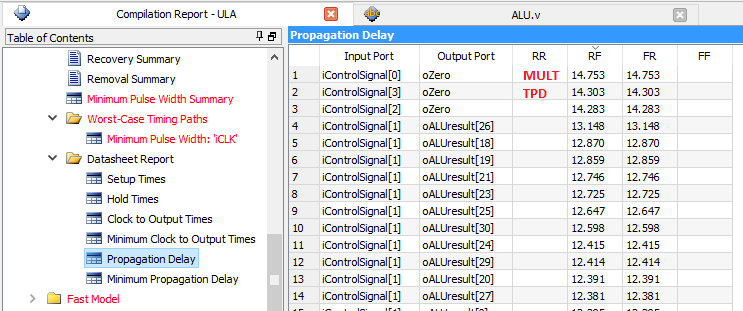 Compilation Report - ULA
ALU.v
Table of Contents
Recovery Summary
Removal Summary
Minimum Pulse Width Summary
Worst-Case Timing Paths
Minimum Pulse Width: 'iCLK'
Datasheet Report
Setup Times
Hold Times
Clock to Output Times
Minimum Clock to Output Times
Propagation Delay
Minimum Propagation Delay
Fast Model
Propagation Delay
Input Port Output Port RR RF FR FF
1 iControlSignal[0] oZero MULT 14.753 14.753
2 iControlSignal[3] oZero TPD 14.303 14.303
3 iControlSignal[2] oZero 14.283 14.283
4 iControlSignal[1] oALUresult[26] 13.148 13.148
5 iControlSignal[1] oALUresult[18] 12.870 12.870
6 iControlSignal[1] oALUresult[19] 12.859 12.859
7 iControlSignal[1] oALUresult[21] 12.746 12.746
8 iControlSignal[1] oALUresult[23] 12.725 12.725
9 iControlSignal[1] oALUresult[25] 12.647 12.647
10 iControlSignal[1] oALUresult[30] 12.598 12.598
11 iControlSignal[1] oALUresult[24] 12.415 12.415
12 iControlSignal[1] oALUresult[29] 12.414 12.414
13 iControlSignal[1] oALUresult[20] 12.391 12.391
14 iControlSignal[1] oALUresult[27] 12.381 12.381